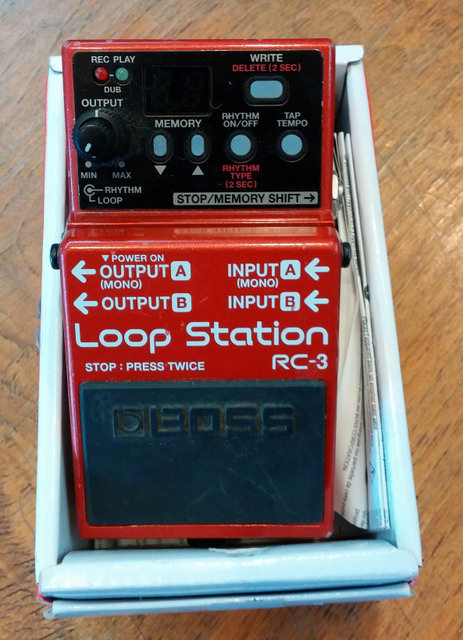 REC PLAY
DUB
OUTPUT
MIN MAX
RHYTHM
LOOP
WRITE
DELETE (2 SEC)
MEMORY
▼ ▲
RHYTHM
ON/OFF
RHYTHM
TYPE
(2 SEC)
TAP
TEMPO
STOP/MEMORY SHIFT→
▼POWER ON
← OUTPUT A
(MONO)
← OUTPUT B
INPUT A ←
(MONO)
INPUT B ←
Loop Station
STOP : PRESS TWICE
RC-3
BOSS